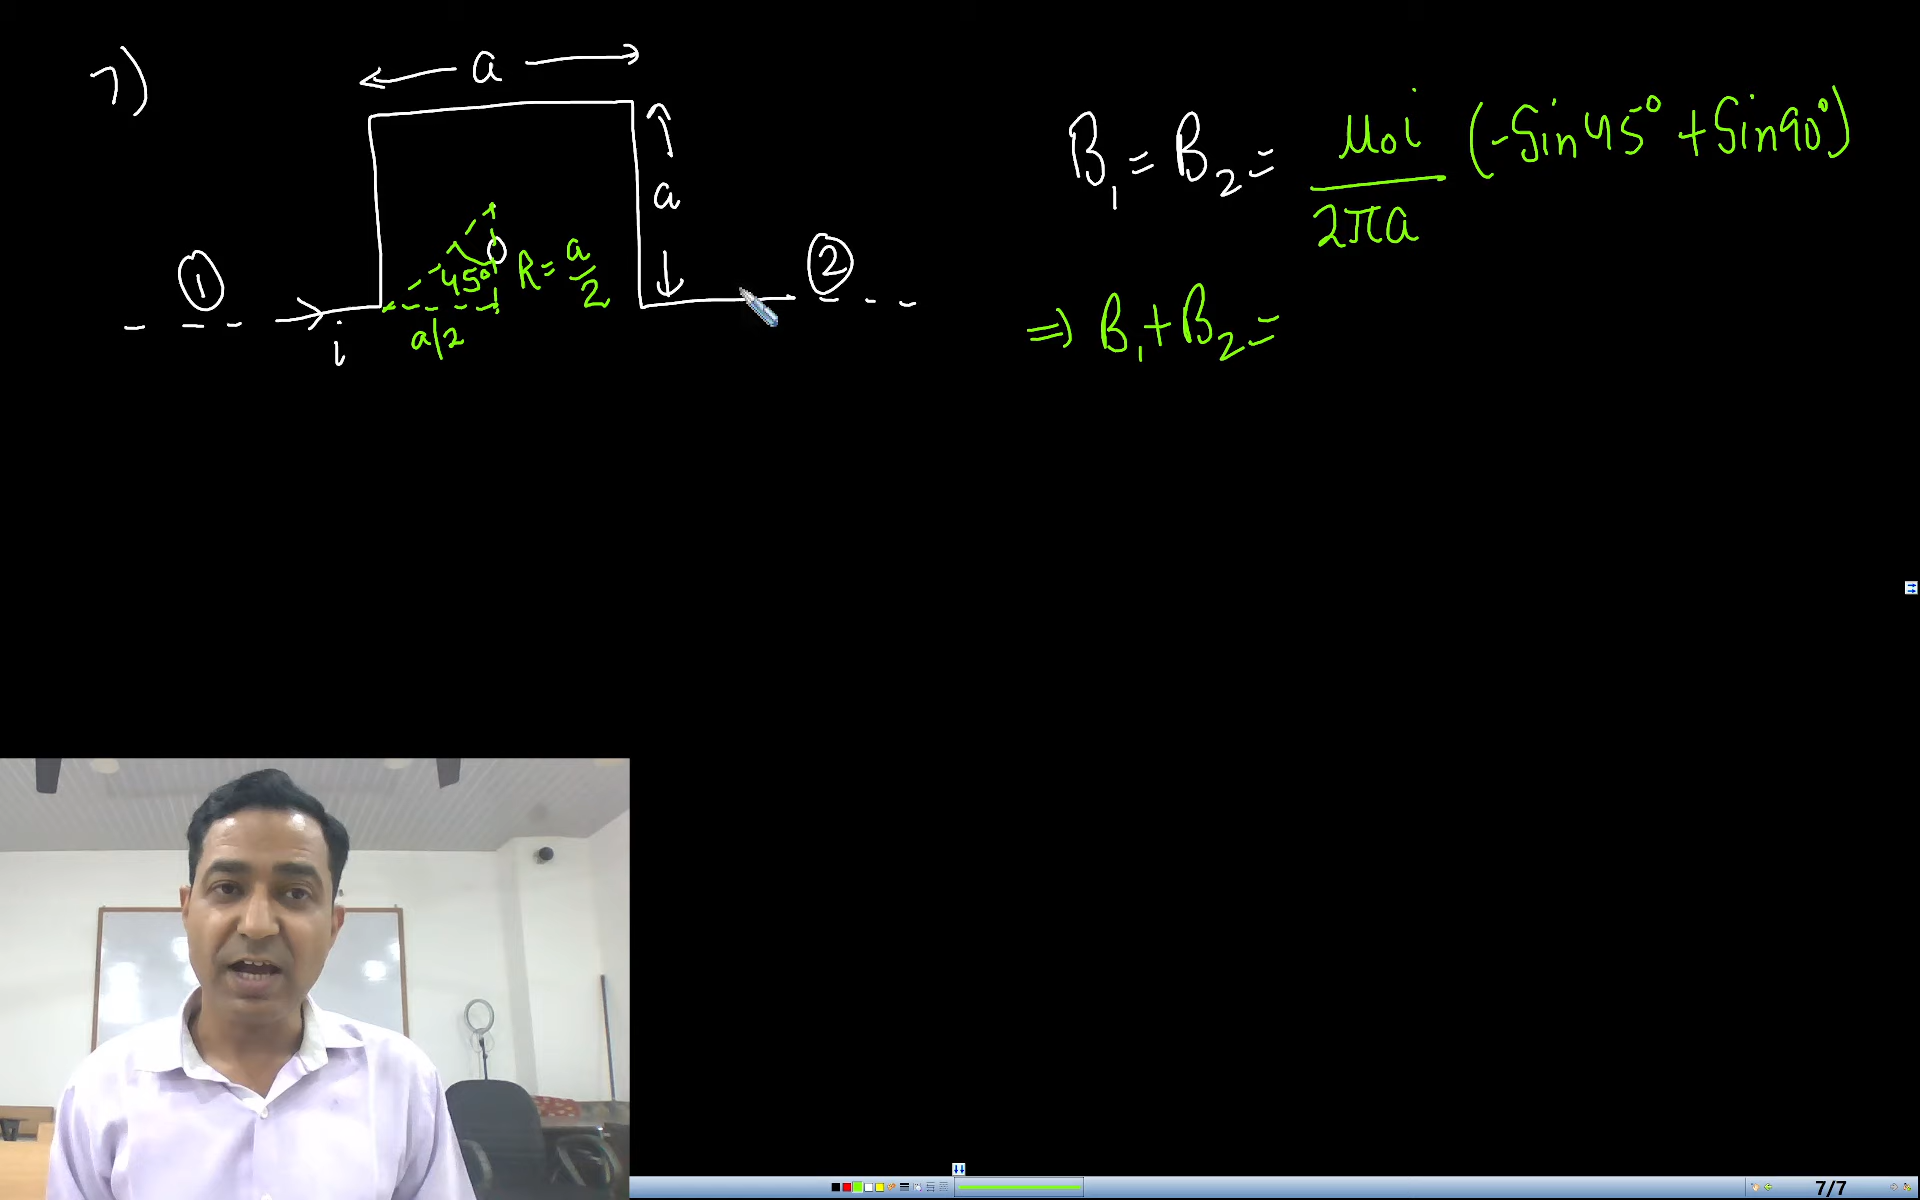 7)
a
a
1
2
i
45°
O
R = a/2
a/2
B₁ = B₂ = μ₀i/2πa (-Sin45° + Sin90°)
⇒ B₁ + B₂ =
7/7